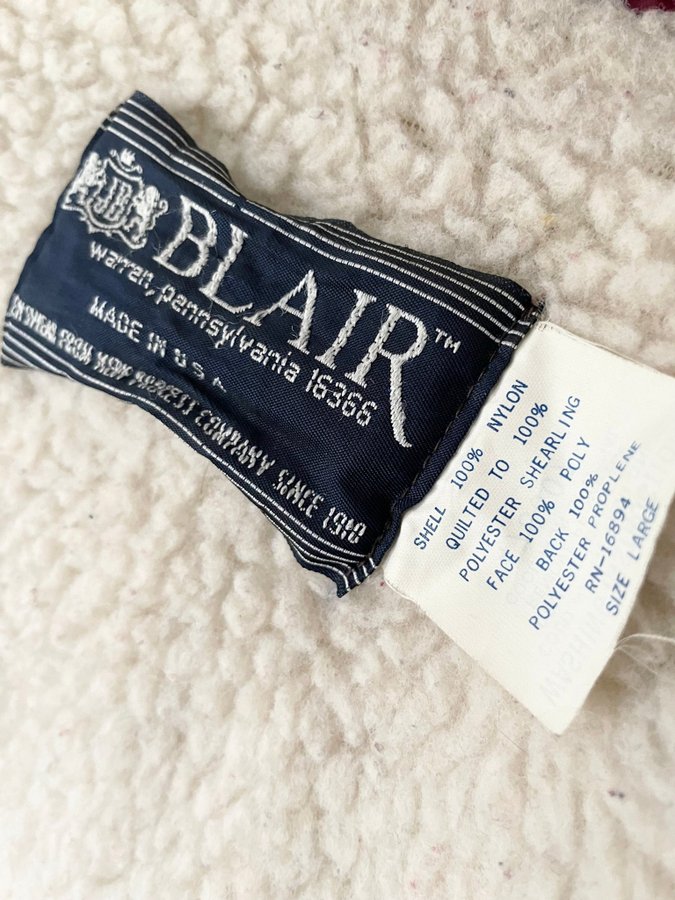 JB
BLAIR™
warren, pennsylvania 16366
MADE IN U.S.A
COMPANY SINCE 1910
SHELL 100% NYLON
QUILTED TO 100%
POLYESTER SHEARLING
FACE 100% POLY
BACK 100%
POLYESTER PROPLENE
RN-16894
SIZE LARGE